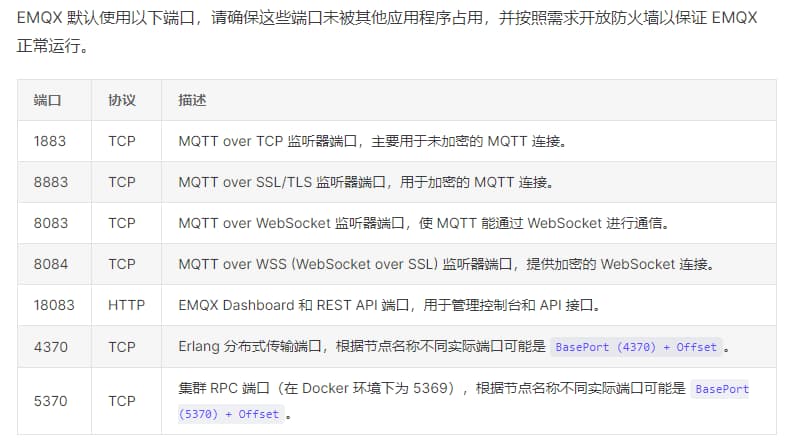 EMQX 默认使用以下端口，请确保这些端口未被其他应用程序占用，并按照需求开放防火墙以保证 EMQX
正常运行。
端口 协议 描述
1883 TCP MQTT over TCP 监听器端口，主要用于未加密的 MQTT 连接。
8883 TCP MQTT over SSL/TLS 监听器端口，用于加密的 MQTT 连接。
8083 TCP MQTT over WebSocket 监听器端口，使 MQTT 能通过 WebSocket 进行通信。
8084 TCP MQTT over WSS (WebSocket over SSL) 监听器端口，提供加密的 WebSocket 连接。
18083 HTTP EMQX Dashboard 和 REST API 端口，用于管理控制台和 API 接口。
4370 TCP Erlang 分布式传输端口，根据节点名称不同实际端口可能是 BasePort (4370) + Offset 。
5370 TCP 集群 RPC 端口（在 Docker 环境下为 5369），根据节点名称不同实际端口可能是 BasePort
(5370) + Offset 。